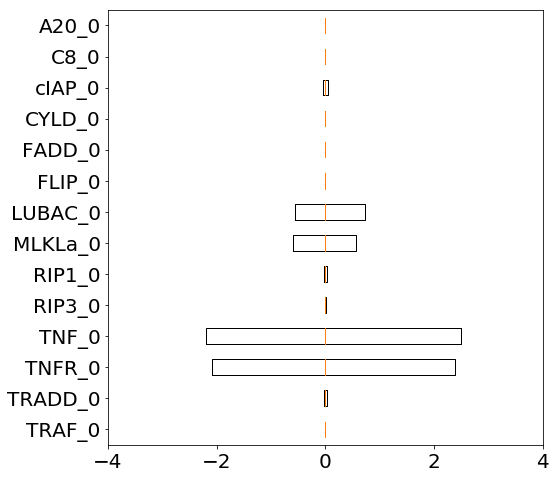 A20_0
C8_0
cIAP_0
CYLD_0
FADD_0
FLIP_0
LUBAC_0
MLKLa_0
RIP1_0
RIP3_0
TNF_0
TNFR_0
TRADD_0
TRAF_0
−4 −2 0 2 4